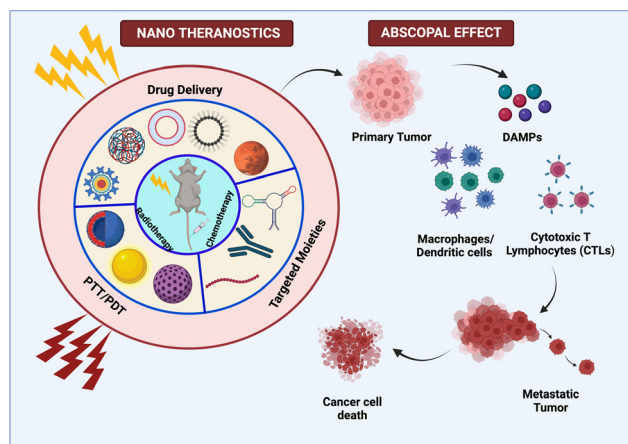 NANO THERANOSTICS
ABSCOPAL EFFECT
Drug Delivery
Radiotherapy
Chemotherapy
PTT/PDT
Targeted Moieties
Primary Tumor
DAMPs
Macrophages/
Dendritic cells
Cytotoxic T
Lymphocytes (CTLs)
Cancer cell
death
Metastatic
Tumor